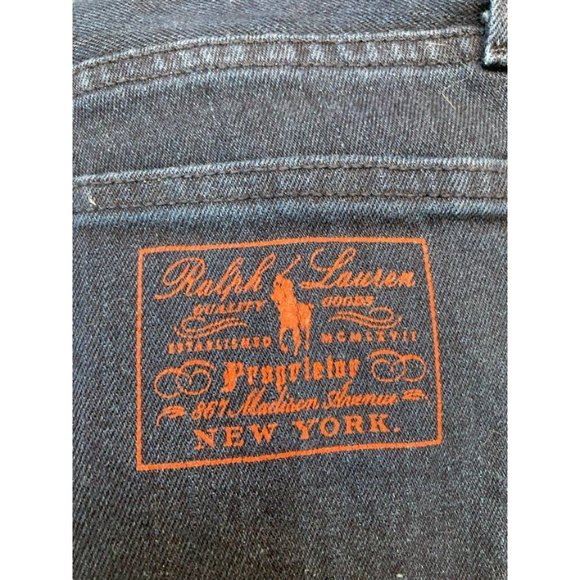 Ralph Lauren
QUALITY GOODS
ESTABLISHED MCMLXVII
Proprietor
867 Madison Avenue
NEW YORK.